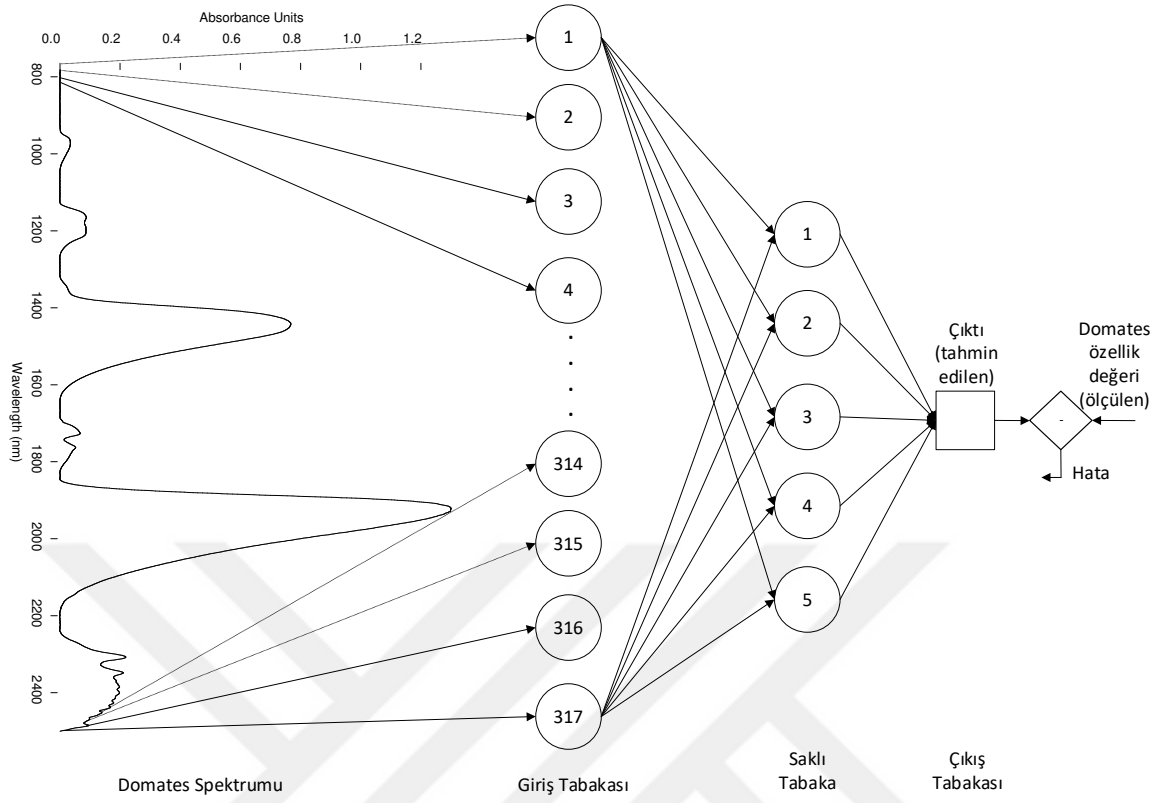 Absorbance Units
0.0 0.2 0.4 0.6 0.8 1.0 1.2
800
1000
1200
1400
1600
1800
2000
2200
2400
Wavelength (nm)
1
2
3
4
314
315
316
317
1
2
3
4
5
Çıktı
(tahmin
edilen)
Domates
özellik
değeri
(ölçülen)
-
Hata
Domates Spektrumu
Giriş Tabakası
Saklı
Tabaka
Çıkış
Tabakası